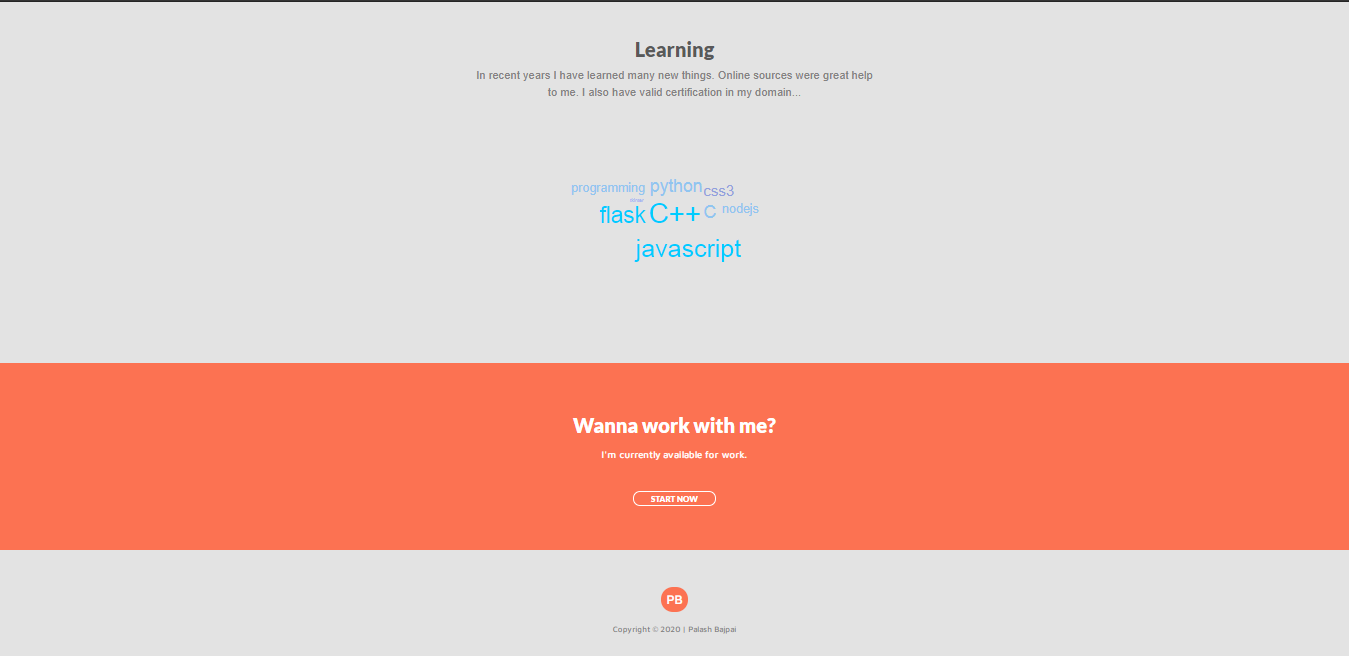 Learning
In recent years I have learned many new things. Online sources were great help
to me. I also have valid certification in my domain...
programming python css3
flask C++ C nodejs
javascript
Wanna work with me?
I'm currently available for work.
START NOW
PB
Copyright © 2020 | Palash Bajpai